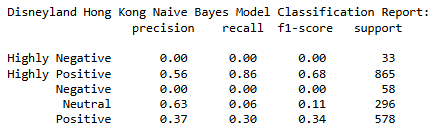 Disneyland Hong Kong Naive Bayes Model Classification Report:
precision recall f1-score support
Highly Negative 0.00 0.00 0.00 33
Highly Positive 0.56 0.86 0.68 865
Negative 0.00 0.00 0.00 58
Neutral 0.63 0.06 0.11 296
Positive 0.37 0.30 0.34 578